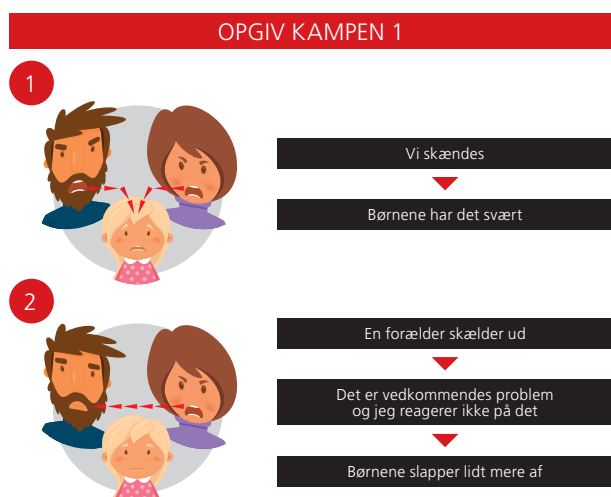 OPGIV KAMPEN 1
1
Vi skændes
Børnene har det svært
2
En forælder skælder ud
Det er vedkommendes problem
og jeg reagerer ikke på det
Børnene slapper lidt mere af